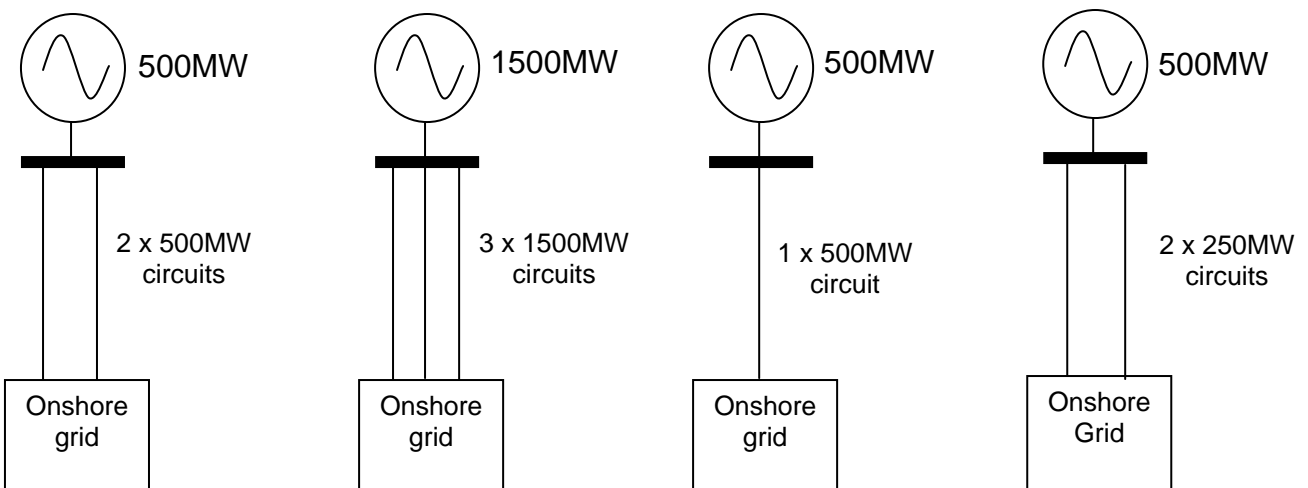 500MW
1500MW
500MW
500MW
2 x 500MW
circuits
3 x 1500MW
circuits
1 x 500MW
circuit
2 x 250MW
circuits
Onshore
grid
Onshore
grid
Onshore
grid
Onshore
Grid